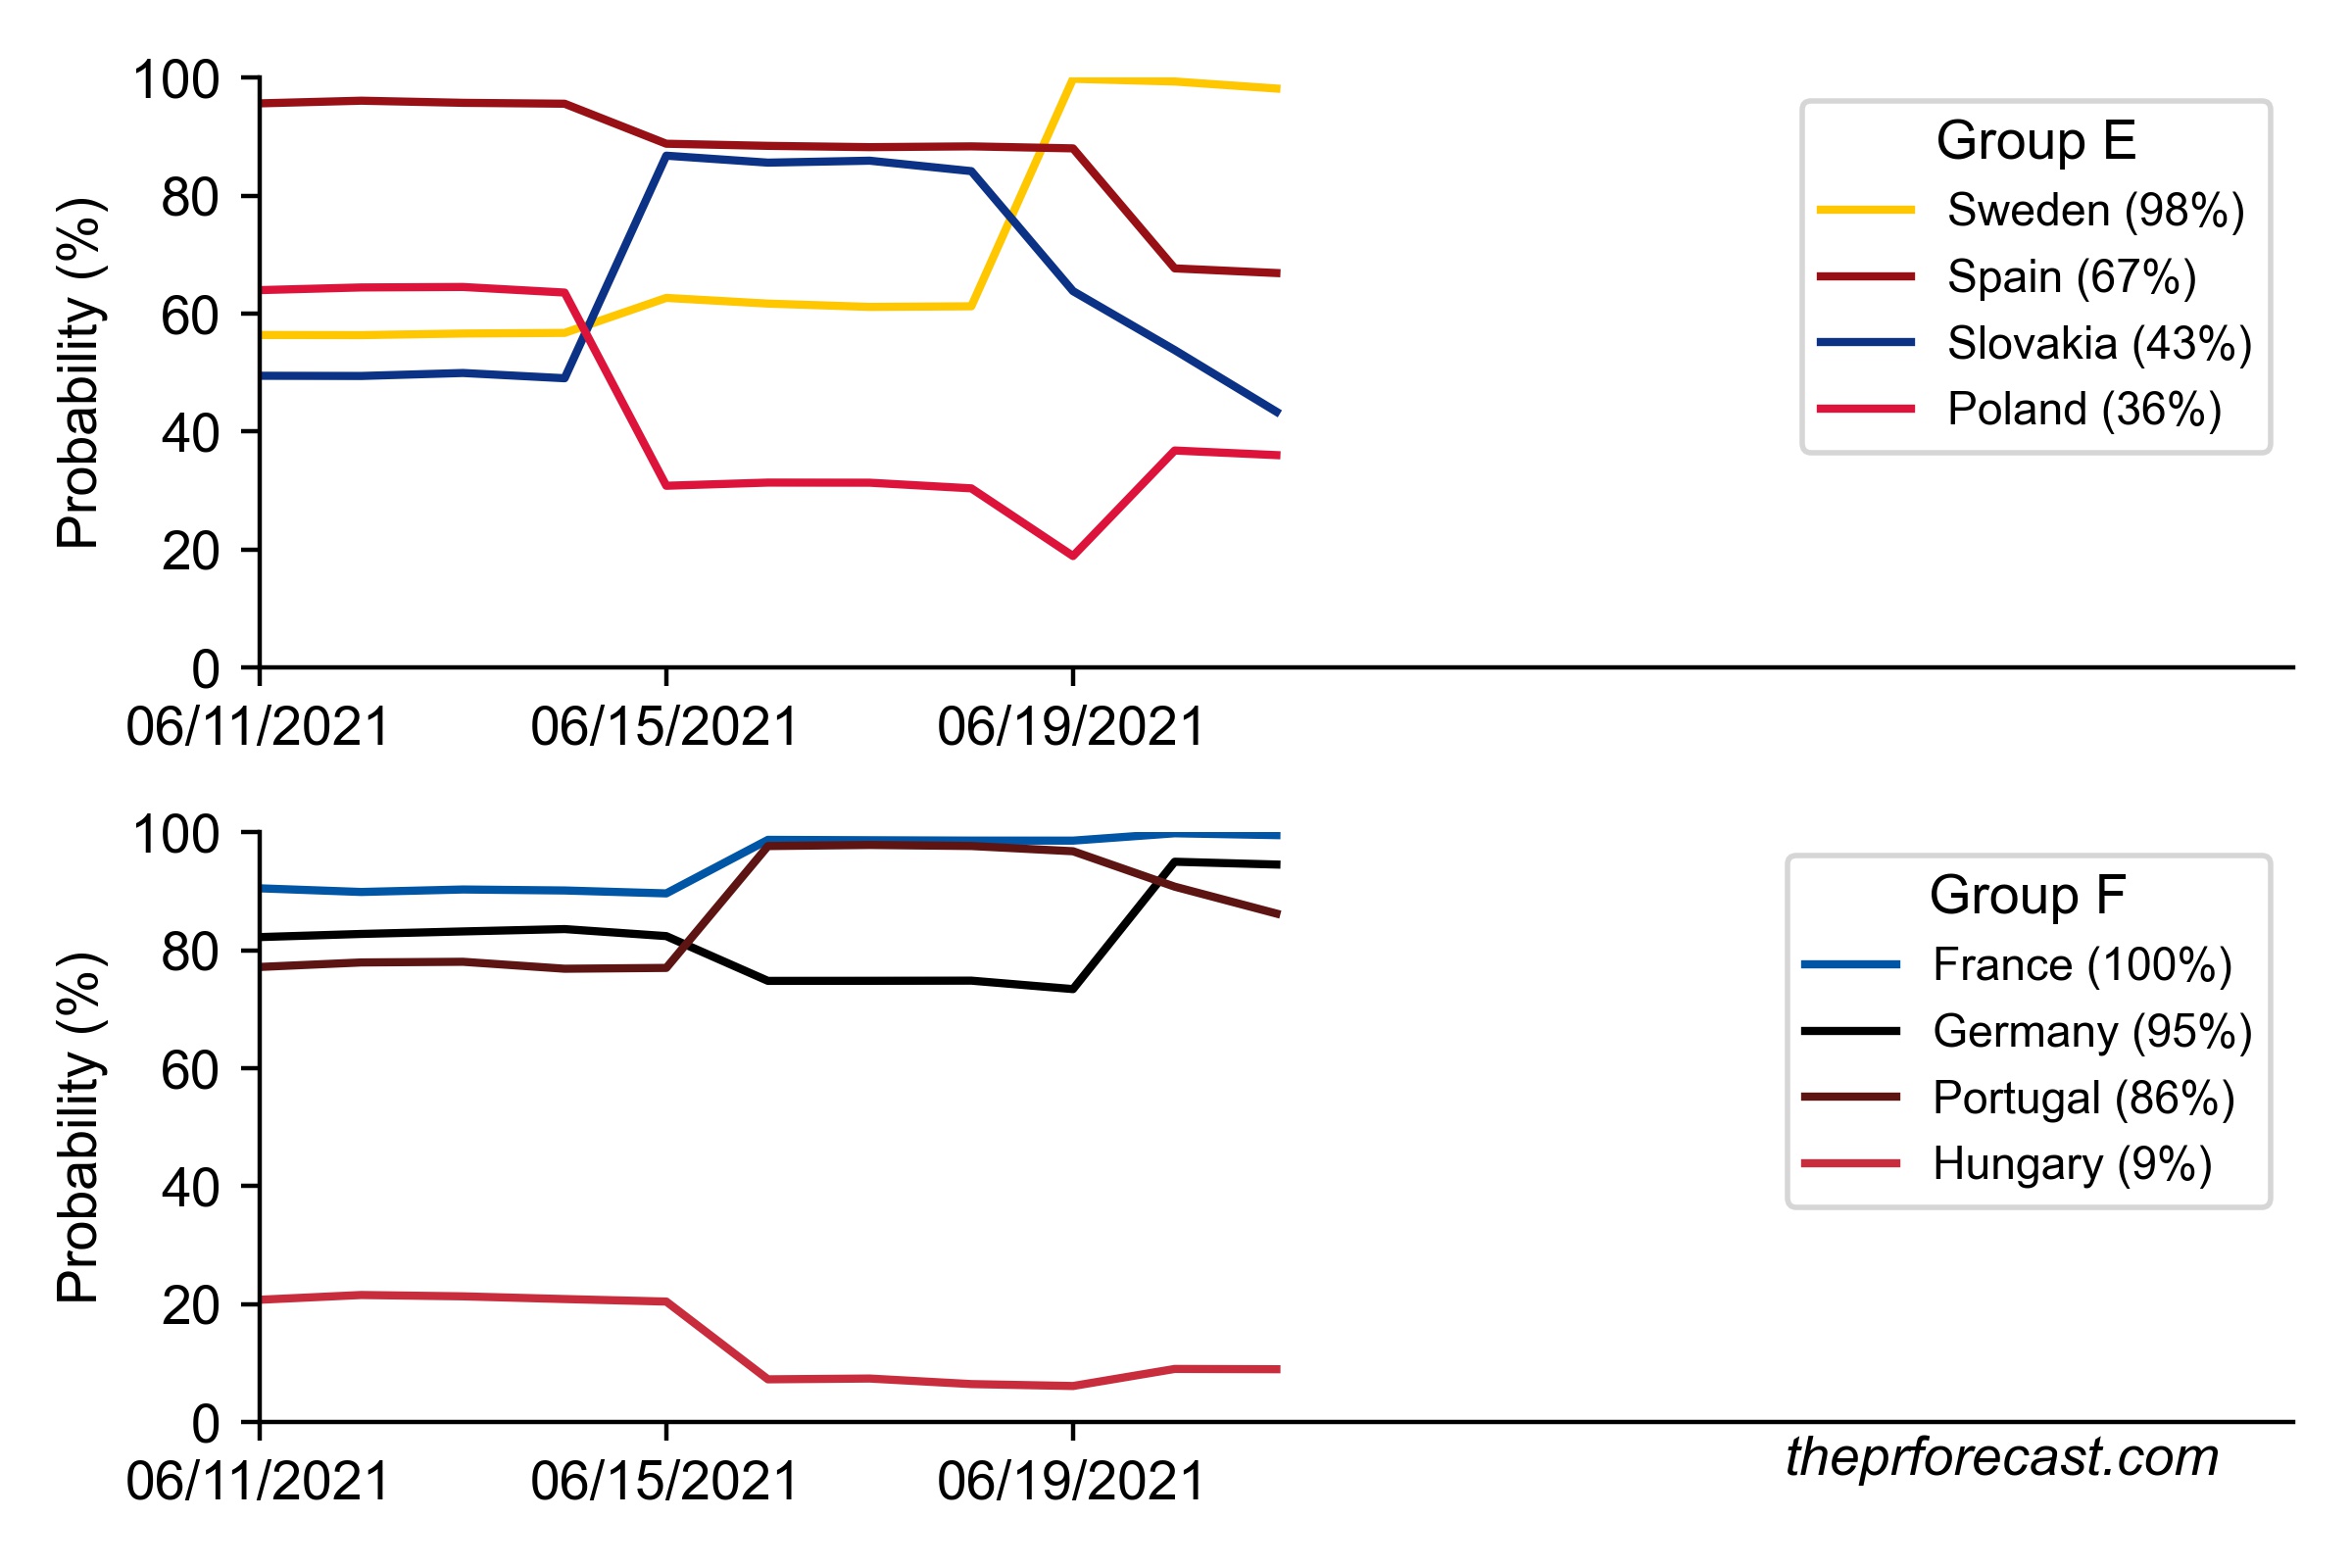 100
80
60
40
20
0
Probability (%)
06/11/2021
06/15/2021
06/19/2021
Group E
Sweden (98%)
Spain (67%)
Slovakia (43%)
Poland (36%)
100
80
60
40
20
0
Probability (%)
06/11/2021
06/15/2021
06/19/2021
Group F
France (100%)
Germany (95%)
Portugal (86%)
Hungary (9%)
theprforecast.com